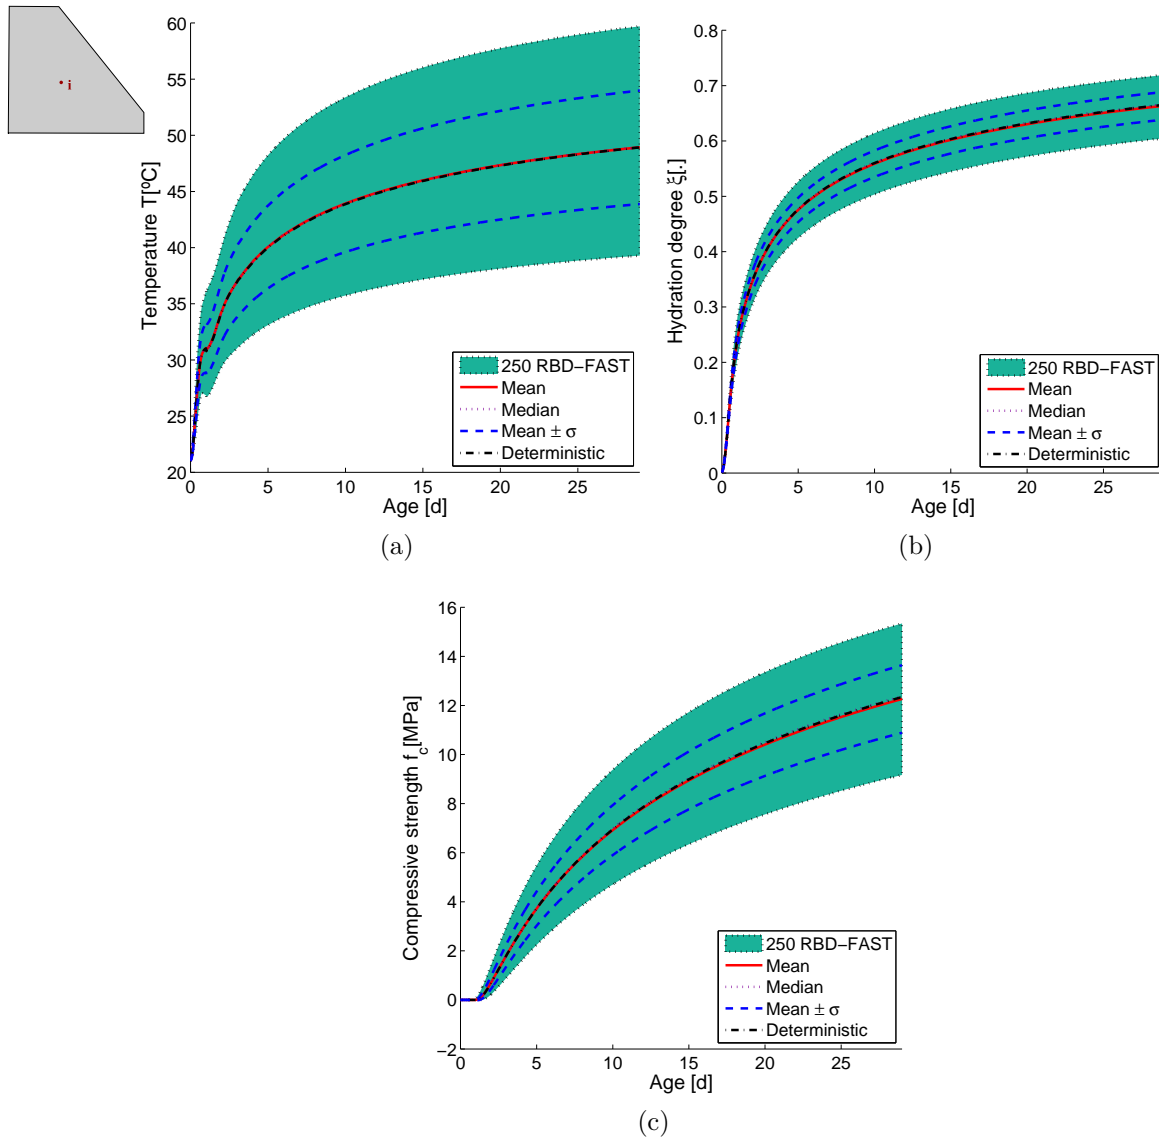 i
60
55
50
45
40
35
30
25
20
0
5
10
15
20
25
Temperature T[ºC]
Age [d]
250 RBD−FAST
Mean
Median
Mean ± σ
Deterministic
(a)
0.8
0.7
0.6
0.5
0.4
0.3
0.2
0.1
0
0
5
10
15
20
25
Hydration degree ξ[.]
Age [d]
250 RBD−FAST
Mean
Median
Mean ± σ
Deterministic
(b)
16
14
12
10
8
6
4
2
0
−2
0
5
10
15
20
25
Compressive strength f_c[MPa]
Age [d]
250 RBD−FAST
Mean
Median
Mean ± σ
Deterministic
(c)